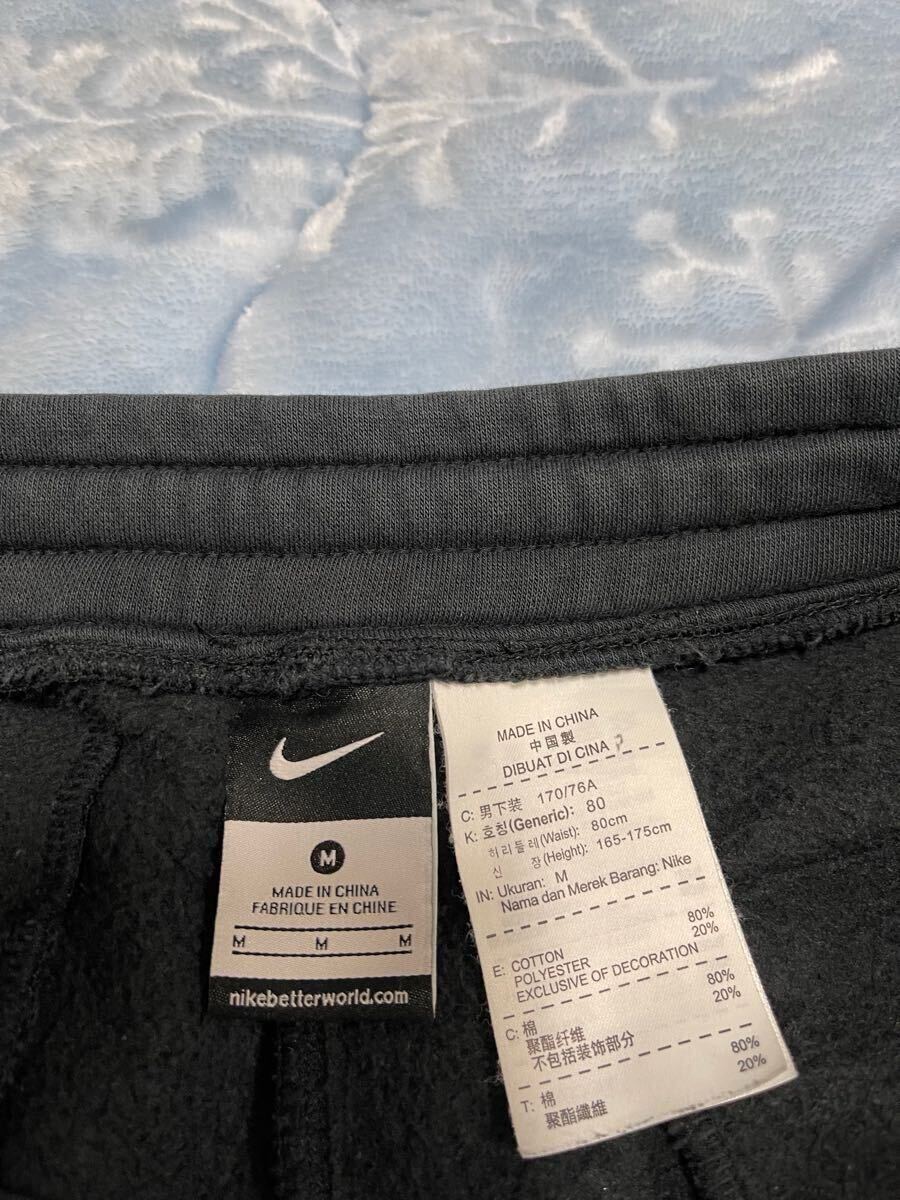 M
MADE IN CHINA
FABRIQUE EN CHINE
M M M
nikebetterworld.com
MADE IN CHINA
中国製
DIBUAT DI CINA
C: 男下装 170/76A
K: 호칭(Generic): 80
허리둘레(Waist): 80cm
신 장(Height): 165-175cm
IN: Ukuran: M
Nama dan Merek Barang: Nike
80%
20%
E: COTTON
POLYESTER
EXCLUSIVE OF DECORATION
80%
20%
C: 棉
聚酯纤维
不包括装饰部分
80%
20%
T: 棉
聚酯纖維